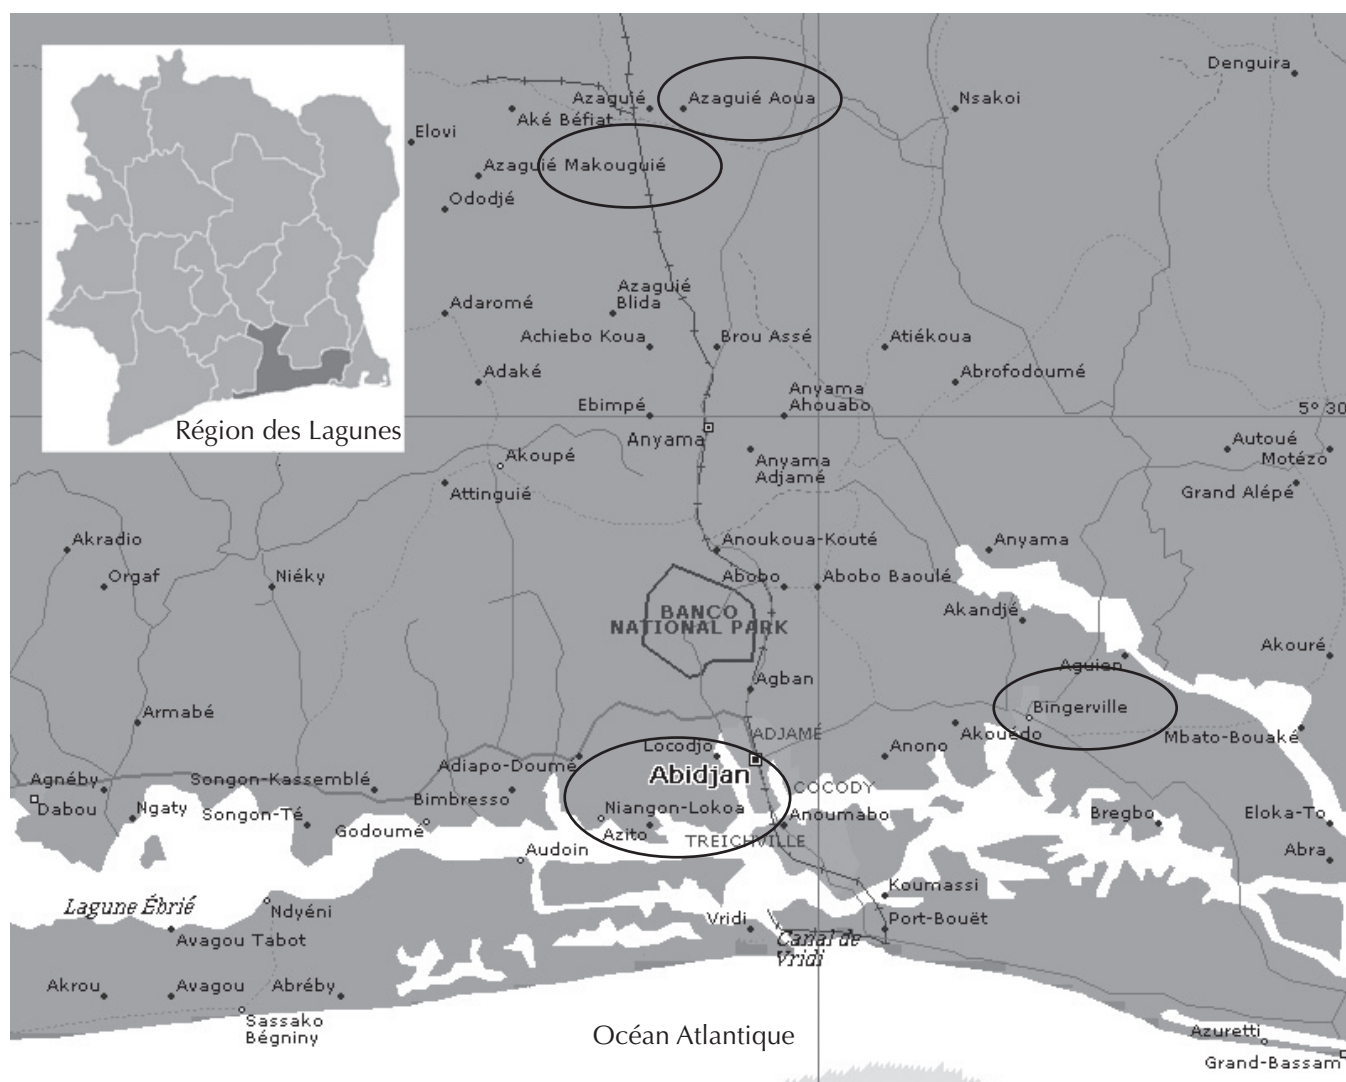 Denguira
Azaguié
Azaguié Aoua
Nsakoi
Aké Béfiat
Elovi
Azaguié Makouguié
Ododjé
Région des Lagunes
Azaguié
Blida
Adaromé
Achiebo Koua
Brou Assé
Atiékoua
Adaké
Abrofodoumé
Anyama
Ahouabo
Ebimpé
5° 30
Anyama
Akoupé
Anyama
Adjamé
Autoué
Motézo
Attinguié
Grand Alépé
Akradio
Anoukoua-Kouté
Anyama
Orgaf
Niéky
Abobo
Abobo Baoulé
BANCO
NATIONAL PARK
Akandjé
Akouré
Aguien
Agban
Armabé
Bingerville
ADJAMÉ
Akouédo
Mbato-Bouaké
Locodjo
Anono
Adiapo-Doumé
Abidjan
Agnéby
Songon-Kassemblé
COCODY
Dabou
Ngaty
Songon-Té
Bimbresso
Niangon-Lokoa
Anoumabo
Bregbo
Eloka-To
Godoumé
Azito
TREICHVILLE
Audoin
Abra
Koumassi
Lagune Ébrié
Ndyéni
Vridi
Port-Bouët
Avagou Tabot
Canal de
Vridi
Akrou
Avagou
Abréby
Sassako
Bégniny
Océan Atlantique
Azuretti
Grand-Bassam